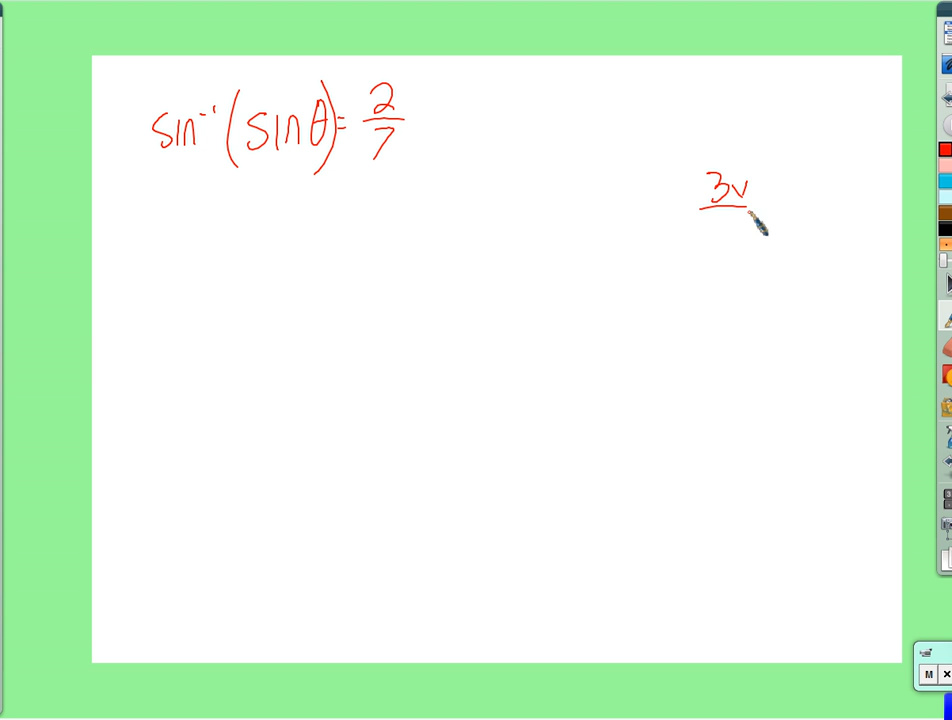 sin⁻¹(sinθ) = 2/7
3v
M